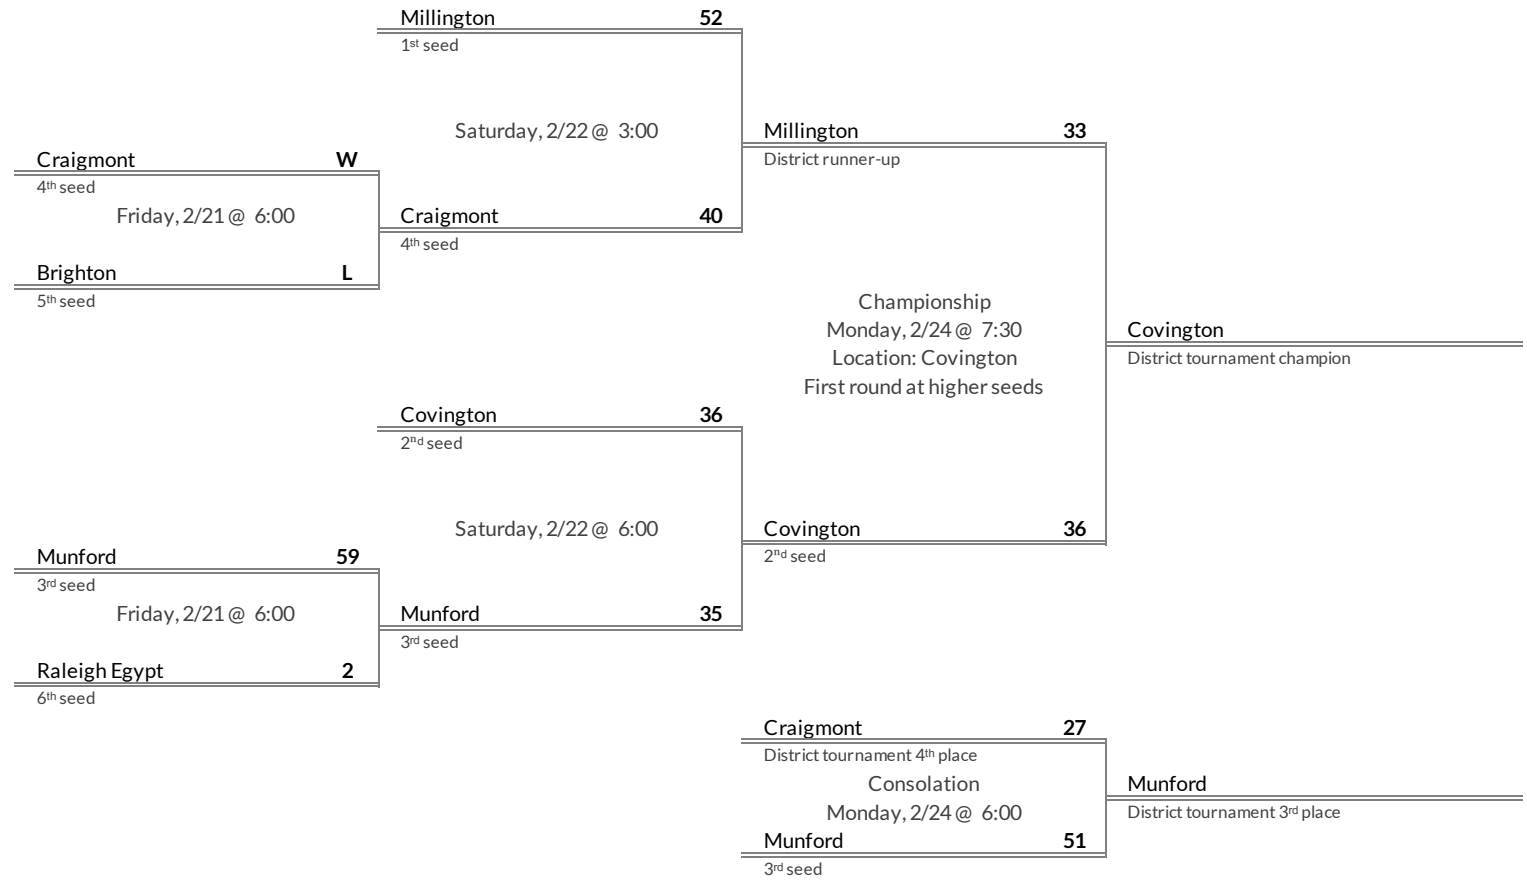 Millington 52
1st seed
Saturday, 2/22 @ 3:00
Millington 33
District runner-up
Craigmont W
4th seed
Friday, 2/21 @ 6:00
Craigmont 40
4th seed
Brighton L
5th seed
Championship
Monday, 2/24 @ 7:30
Location: Covington
First round at higher seeds
Covington
District tournament champion
Covington 36
2nd seed
Saturday, 2/22 @ 6:00
Covington 36
2nd seed
Munford 59
3rd seed
Friday, 2/21 @ 6:00
Munford 35
3rd seed
Raleigh Egypt 2
6th seed
Craigmont 27
District tournament 4th place
Consolation
Monday, 2/24 @ 6:00
Munford
District tournament 3rd place
Munford 51
3rd seed